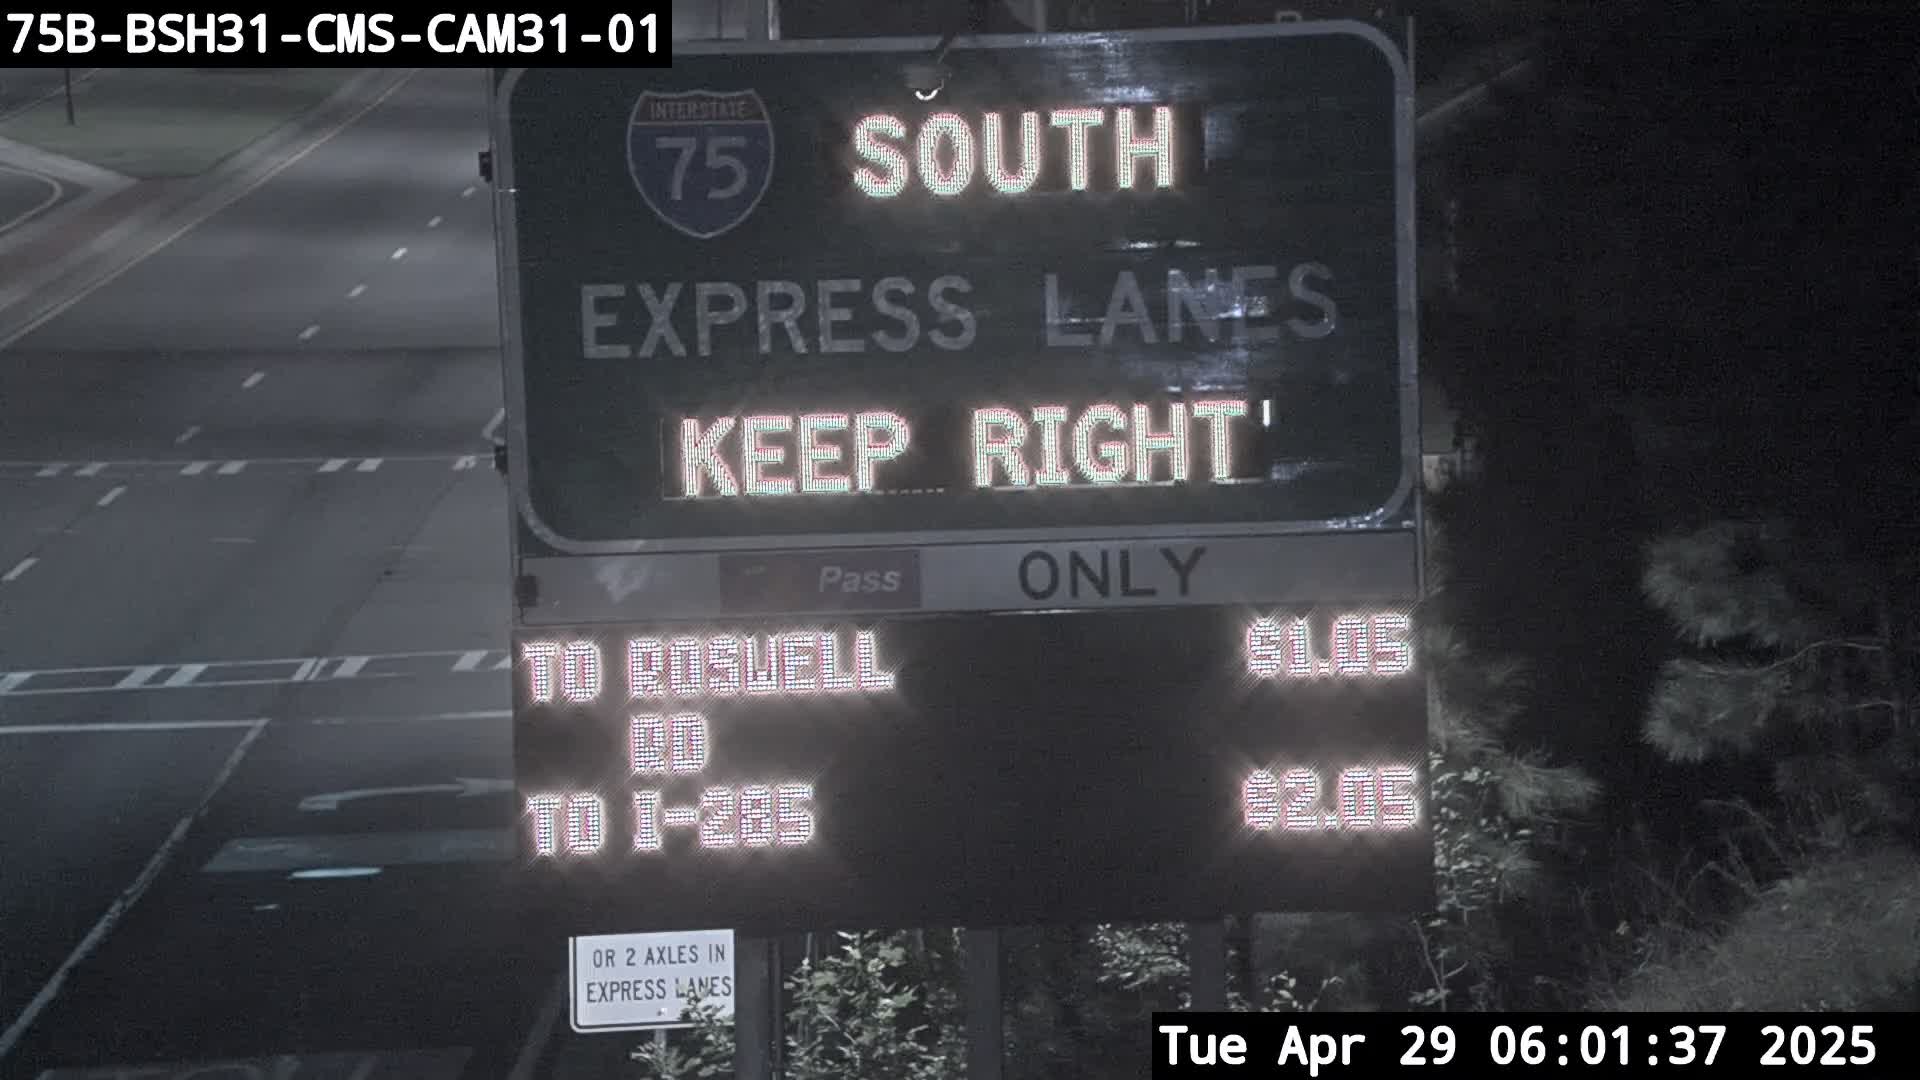 75B-BSH31-CMS-CAM31-01
INTERSTATE
75
SOUTH
EXPRESS LANES
KEEP RIGHT
Pass ONLY
TO ROSWELL $1.05
RD
TO I-285 $2.05
OR 2 AXLES IN
EXPRESS LANES
Tue Apr 29 06:01:37 2025